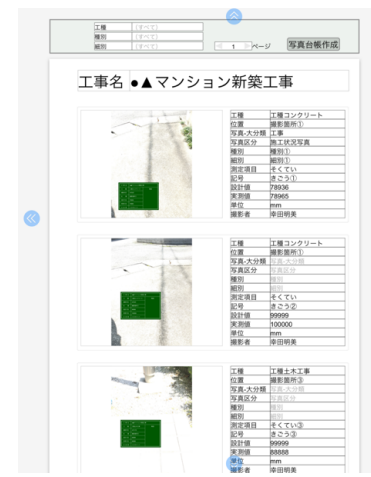 工種 (すべて)
種別 (すべて)
細別 (すべて)
1 ページ
写真台帳作成
工事名 ●▲マンション新築工事
工種 工種コンクリート
位置 撮影箇所①
写真-大分類 工事
写真区分 施工状況写真
種別 種別①
細別 細別①
測定項目 そくてい
記号 きごう①
設計値 78936
実測値 78965
単位 mm
撮影者 幸田明美
工種 工種コンクリート
位置 撮影箇所①
写真-大分類 写真-大分類
写真区分 写真区分
種別 種別
細別 細別
測定項目 そくてい
記号 きごう②
設計値 99999
実測値 100000
単位 mm
撮影者 幸田明美
工種 工種土木工事
位置 撮影箇所③
写真-大分類 写真-大分類
写真区分 写真区分
種別 種別
細別 細別
測定項目 そくてい③
記号 きごう③
設計値 99999
実測値 88888
単位 mm
撮影者 幸田明美